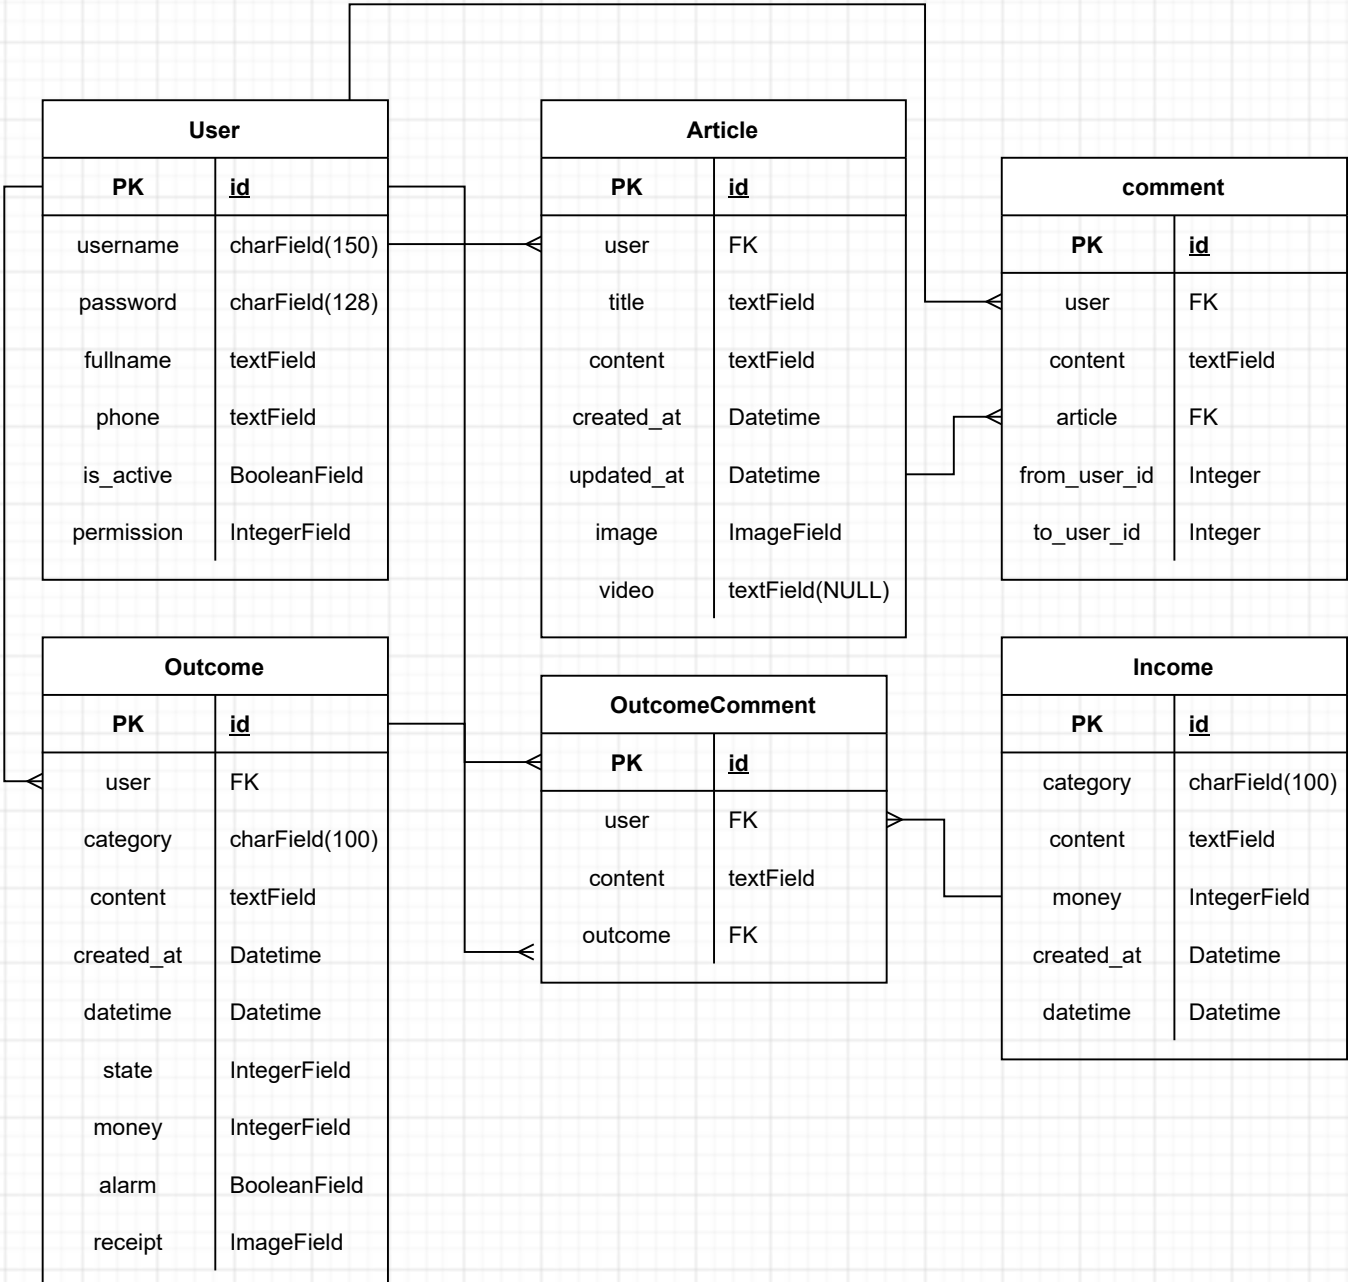 User
PK id
username charField(150)
password charField(128)
fullname textField
phone textField
is_active BooleanField
permission IntegerField
Article
PK id
user FK
title textField
content textField
created_at Datetime
updated_at Datetime
image ImageField
video textField(NULL)
comment
PK id
user FK
content textField
article FK
from_user_id Integer
to_user_id Integer
Outcome
PK id
user FK
category charField(100)
content textField
created_at Datetime
datetime Datetime
state IntegerField
money IntegerField
alarm BooleanField
receipt ImageField
OutcomeComment
PK id
user FK
content textField
outcome FK
Income
PK id
category charField(100)
content textField
money IntegerField
created_at Datetime
datetime Datetime